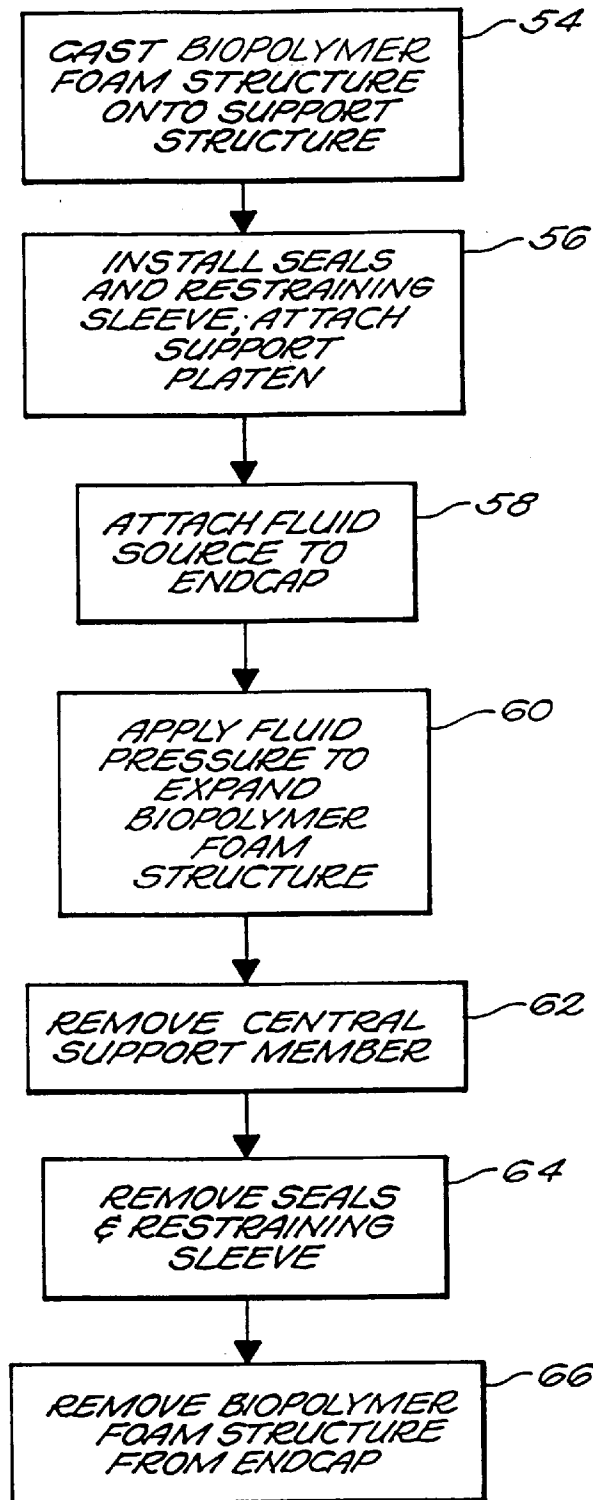 54
CAST BIOPOLYMER
FOAM STRUCTURE
ONTO SUPPORT
STRUCTURE
56
INSTALL SEALS
AND RESTRAINING
SLEEVE; ATTACH
SUPPORT
PLATEN
58
ATTACH FLUID
SOURCE TO
ENDCAP
60
APPLY FLUID
PRESSURE TO
EXPAND
BIOPOLYMER
FOAM
STRUCTURE
62
REMOVE CENTRAL
SUPPORT MEMBER
64
REMOVE SEALS
& RESTRAINING
SLEEVE
66
REMOVE BIOPOLYMER
FOAM STRUCTURE
FROM ENDCAP